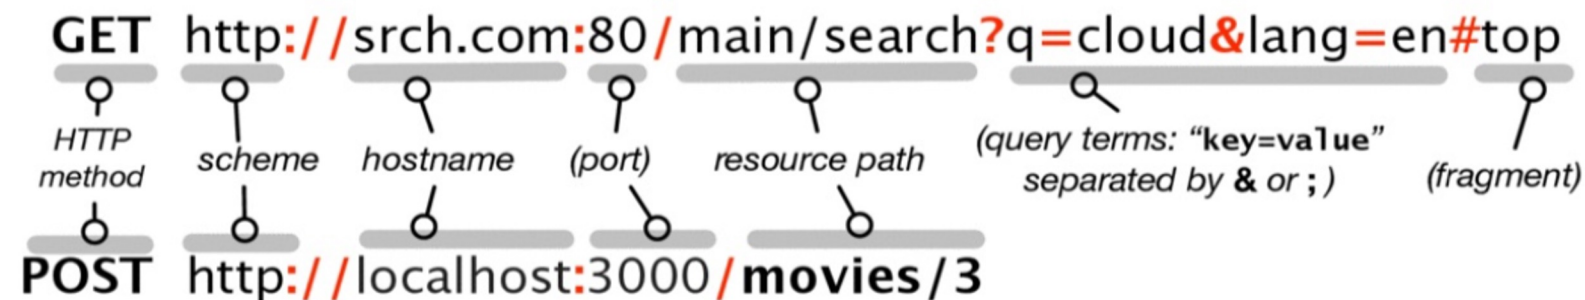 GET http://srch.com:80/main/search?q=cloud&lang=en#top
HTTP
method
scheme
hostname
(port)
resource path
(query terms: “key=value”
separated by & or ;)
(fragment)
POST http://localhost:3000/movies/3